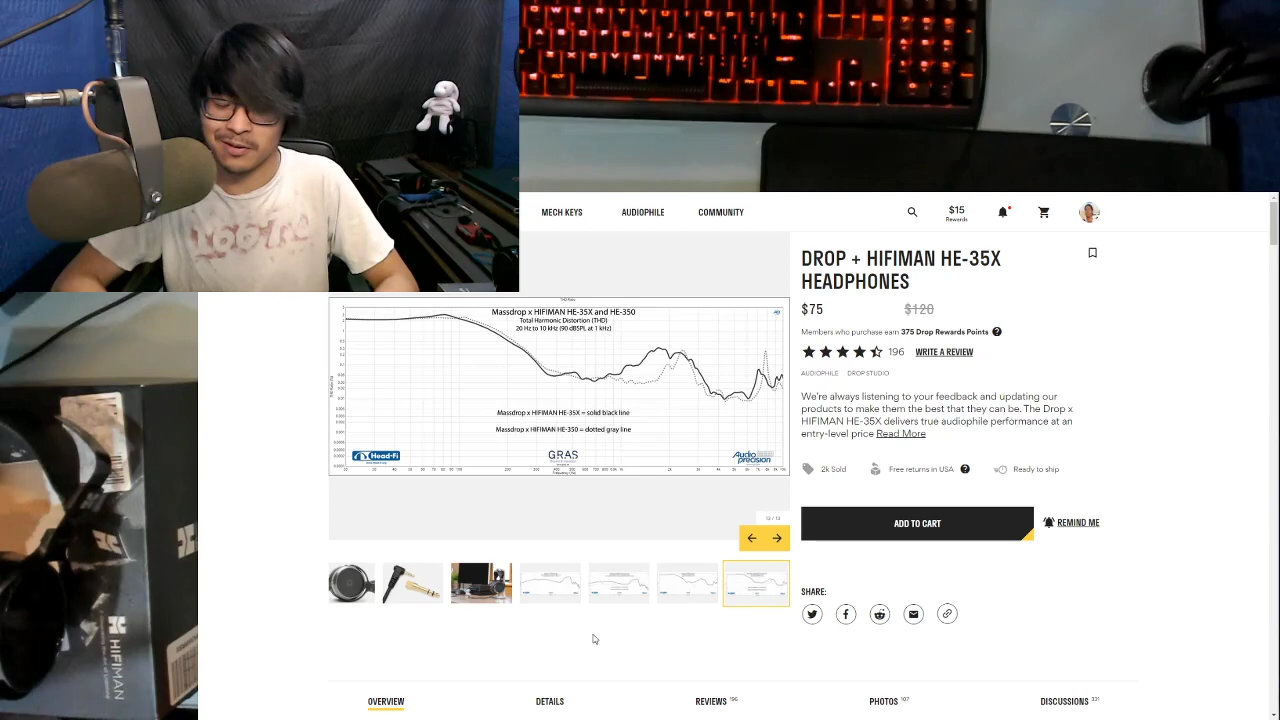 MECH KEYS
AUDIOPHILE
COMMUNITY
$15
Rewards
DROP + HIFIMAN HE-35X
HEADPHONES
$75 $120
Members who purchase earn 375 Drop Rewards Points
196 WRITE A REVIEW
AUDIOPHILE DROP STUDIO
We're always listening to your feedback and updating our
products to make them the best that they can be. The Drop x
HIFIMAN HE-35X delivers true audiophile performance at an
entry-level price Read More
2k Sold
Free returns in USA
Ready to ship
ADD TO CART
REMIND ME
SHARE:
Massdrop x HIFIMAN HE-35X and HE-350
Total Harmonic Distortion (THD)
20 Hz to 10 kHz (90 dBSPL at 1 kHz)
Massdrop x HIFIMAN HE-35X = solid black line
Massdrop x HIFIMAN HE-350 = dotted gray line
Head-Fi
GRAS
Audio
precision
OVERVIEW
DETAILS
REVIEWS 196
PHOTOS 107
DISCUSSIONS 331
HIFIMAN